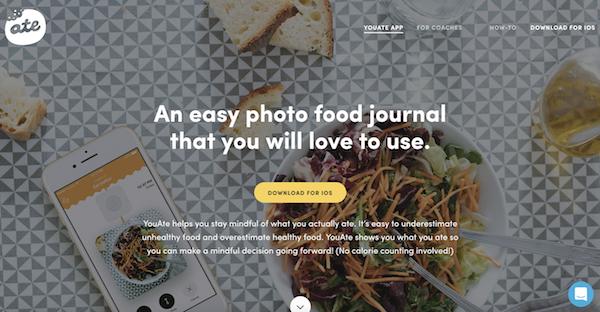 ate
YOUATE APP
FOR COACHES
HOW-TO
DOWNLOAD FOR IOS
An easy photo food journal
that you will love to use.
DOWNLOAD FOR IOS
YouAte helps you stay mindful of what you actually ate. It's easy to underestimate
unhealthy food and overestimate healthy food. YouAte shows you what you ate so
you can make a mindful decision going forward! (No calorie counting involved!)